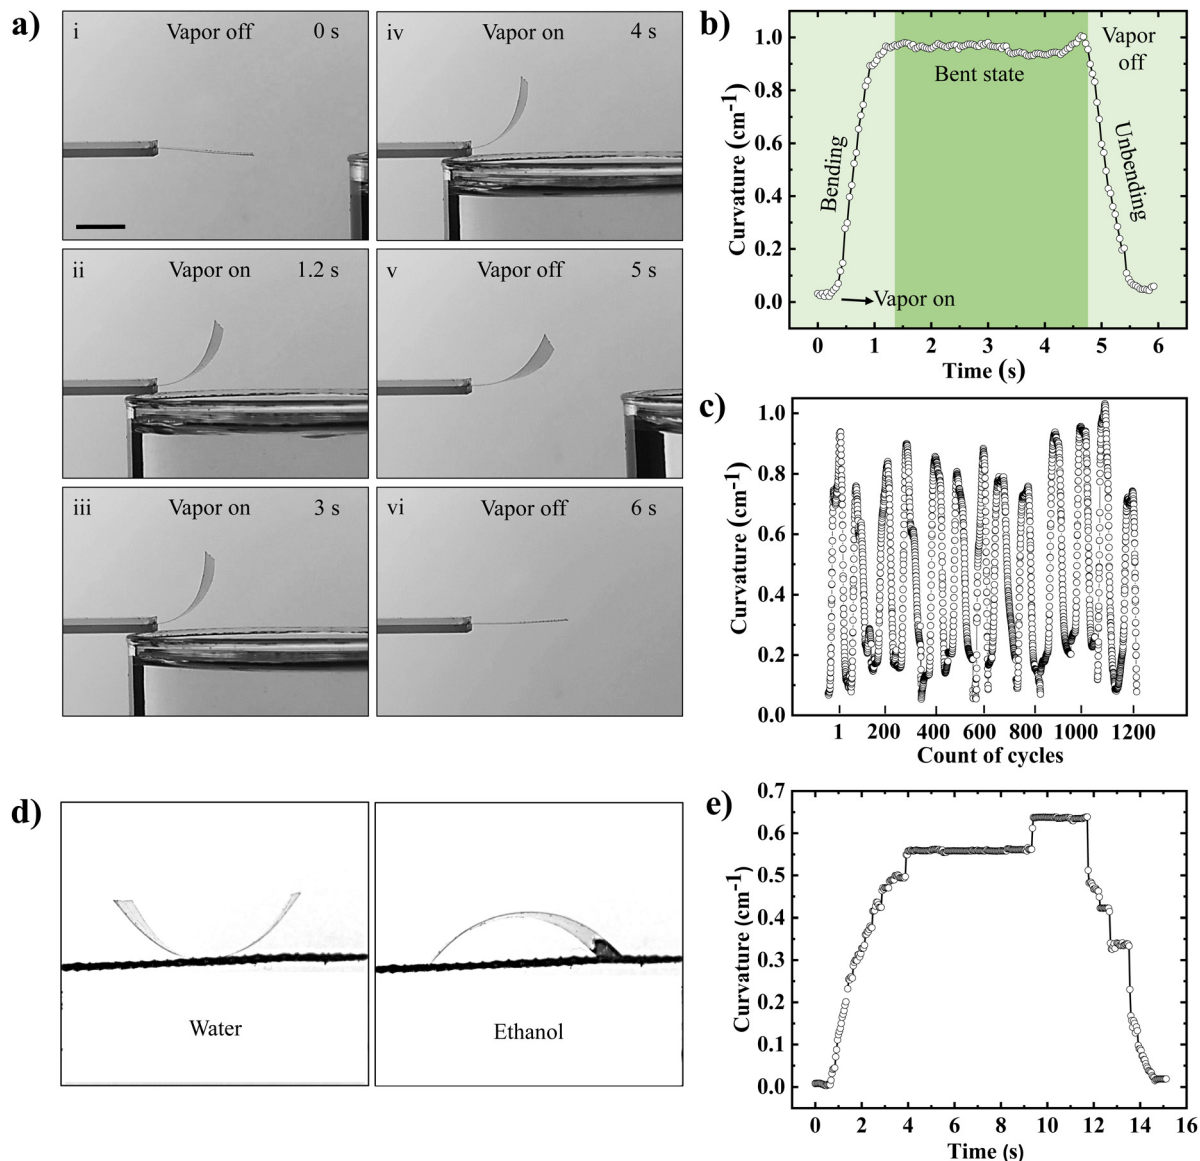 a)
i Vapor off 0 s
iv Vapor on 4 s
ii Vapor on 1.2 s
v Vapor off 5 s
iii Vapor on 3 s
vi Vapor off 6 s
b)
Curvature (cm⁻¹)
1.0
0.8
0.6
0.4
0.2
0.0
Bending
Bent state
Vapor
off
Unbending
Vapor on
0 1 2 3 4 5 6
Time (s)
c)
Curvature (cm⁻¹)
1.0
0.8
0.6
0.4
0.2
0.0
1 200 400 600 800 1000 1200
Count of cycles
d)
Water
Ethanol
e)
Curvature (cm⁻¹)
0.7
0.6
0.5
0.4
0.3
0.2
0.1
0.0
0 2 4 6 8 10 12 14 16
Time (s)